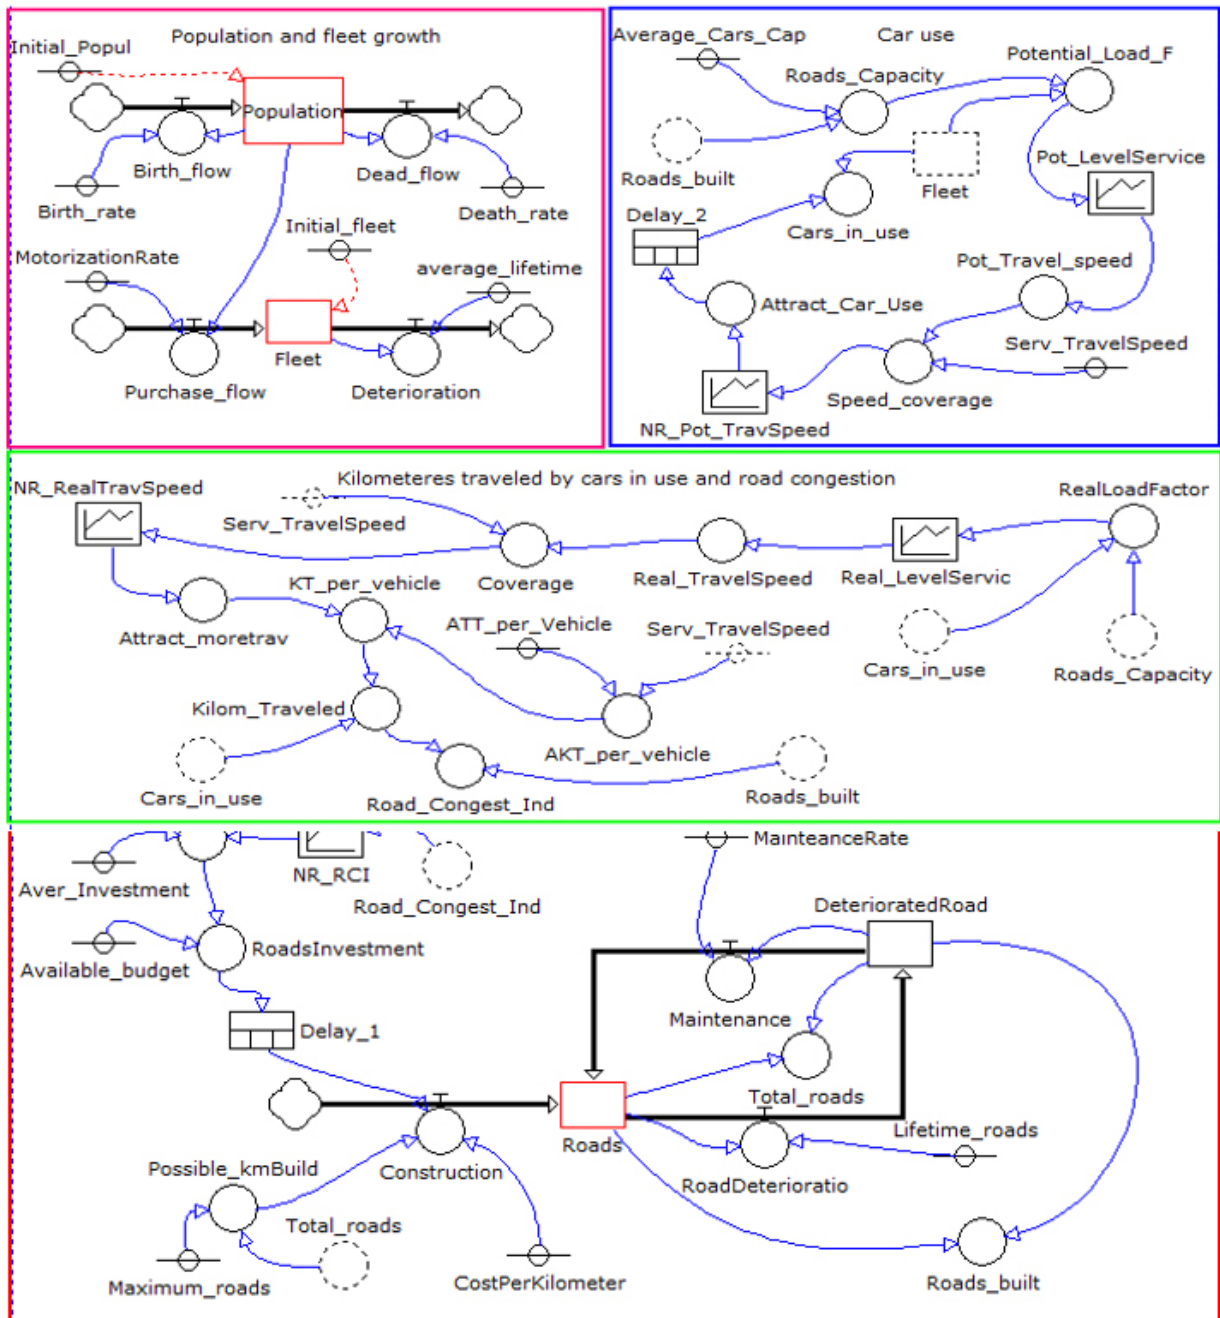 Population and fleet growth
Initial_Popul
Population
Birth_flow
Dead_flow
Birth_rate
Death_rate
Initial_fleet
MotorizationRate
average_lifetime
Fleet
Purchase_flow
Deterioration
Average_Cars_Cap
Car use
Potential_Load_F
Roads_Capacity
Roads_built
Fleet
Pot_LevelService
Delay_2
Cars_in_use
Pot_Travel_speed
Attract_Car_Use
Serv_TravelSpeed
Speed_coverage
NR_Pot_TravSpeed
Kilometeres traveled by cars in use and road congestion
NR_RealTravSpeed
Serv_TravelSpeed
RealLoadFactor
Coverage
Real_TravelSpeed
Real_LevelServic
KT_per_vehicle
Attract_moretrav
ATT_per_Vehicle
Serv_TravelSpeed
Cars_in_use
Roads_Capacity
Kilom_Traveled
AKT_per_vehicle
Cars_in_use
Road_Congest_Ind
Roads_built
MainteanceRate
Aver_Investment
NR_RCI
Road_Congest_Ind
DeterioratedRoad
RoadsInvestment
Available_budget
Maintenance
Delay_1
Total_roads
Roads
Lifetime_roads
Construction
Possible_kmBuild
RoadDeterioratio
Total_roads
Maximum_roads
CostPerKilometer
Roads_built